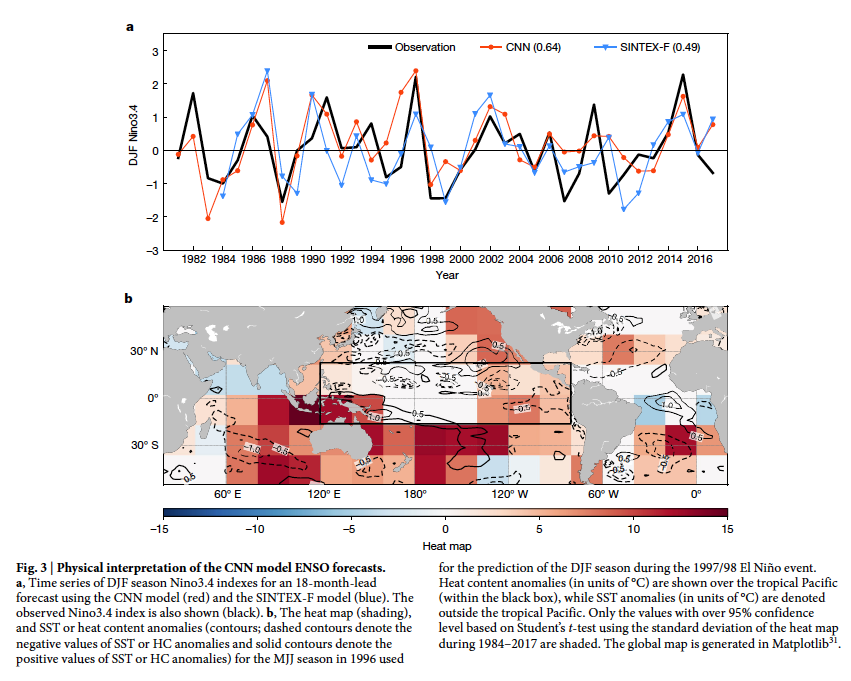 a
Observation CNN (0.64) SINTEX-F (0.49)
DJF Nino3.4
3
2
1
0
−1
−2
−3
1982 1984 1986 1988 1990 1992 1994 1996 1998 2000 2002 2004 2006 2008 2010 2012 2014 2016
Year
b
30° N
0°
30° S
60° E 120° E 180° 120° W 60° W 0°
−15 −10 −5 0 5 10 15
Heat map
Fig. 3 | Physical interpretation of the CNN model ENSO forecasts.
a, Time series of DJF season Nino3.4 indexes for an 18-month-lead
forecast using the CNN model (red) and the SINTEX-F model (blue). The
observed Nino3.4 index is also shown (black). b, The heat map (shading),
and SST or heat content anomalies (contours; dashed contours denote the
negative values of SST or HC anomalies and solid contours denote the
positive values of SST or HC anomalies) for the MJJ season in 1996 used
for the prediction of the DJF season during the 1997/98 El Niño event.
Heat content anomalies (in units of °C) are shown over the tropical Pacific
(within the black box), while SST anomalies (in units of °C) are denoted
outside the tropical Pacific. Only the values with over 95% confidence
level based on Student's t-test using the standard deviation of the heat map
during 1984–2017 are shaded. The global map is generated in Matplotlib31.